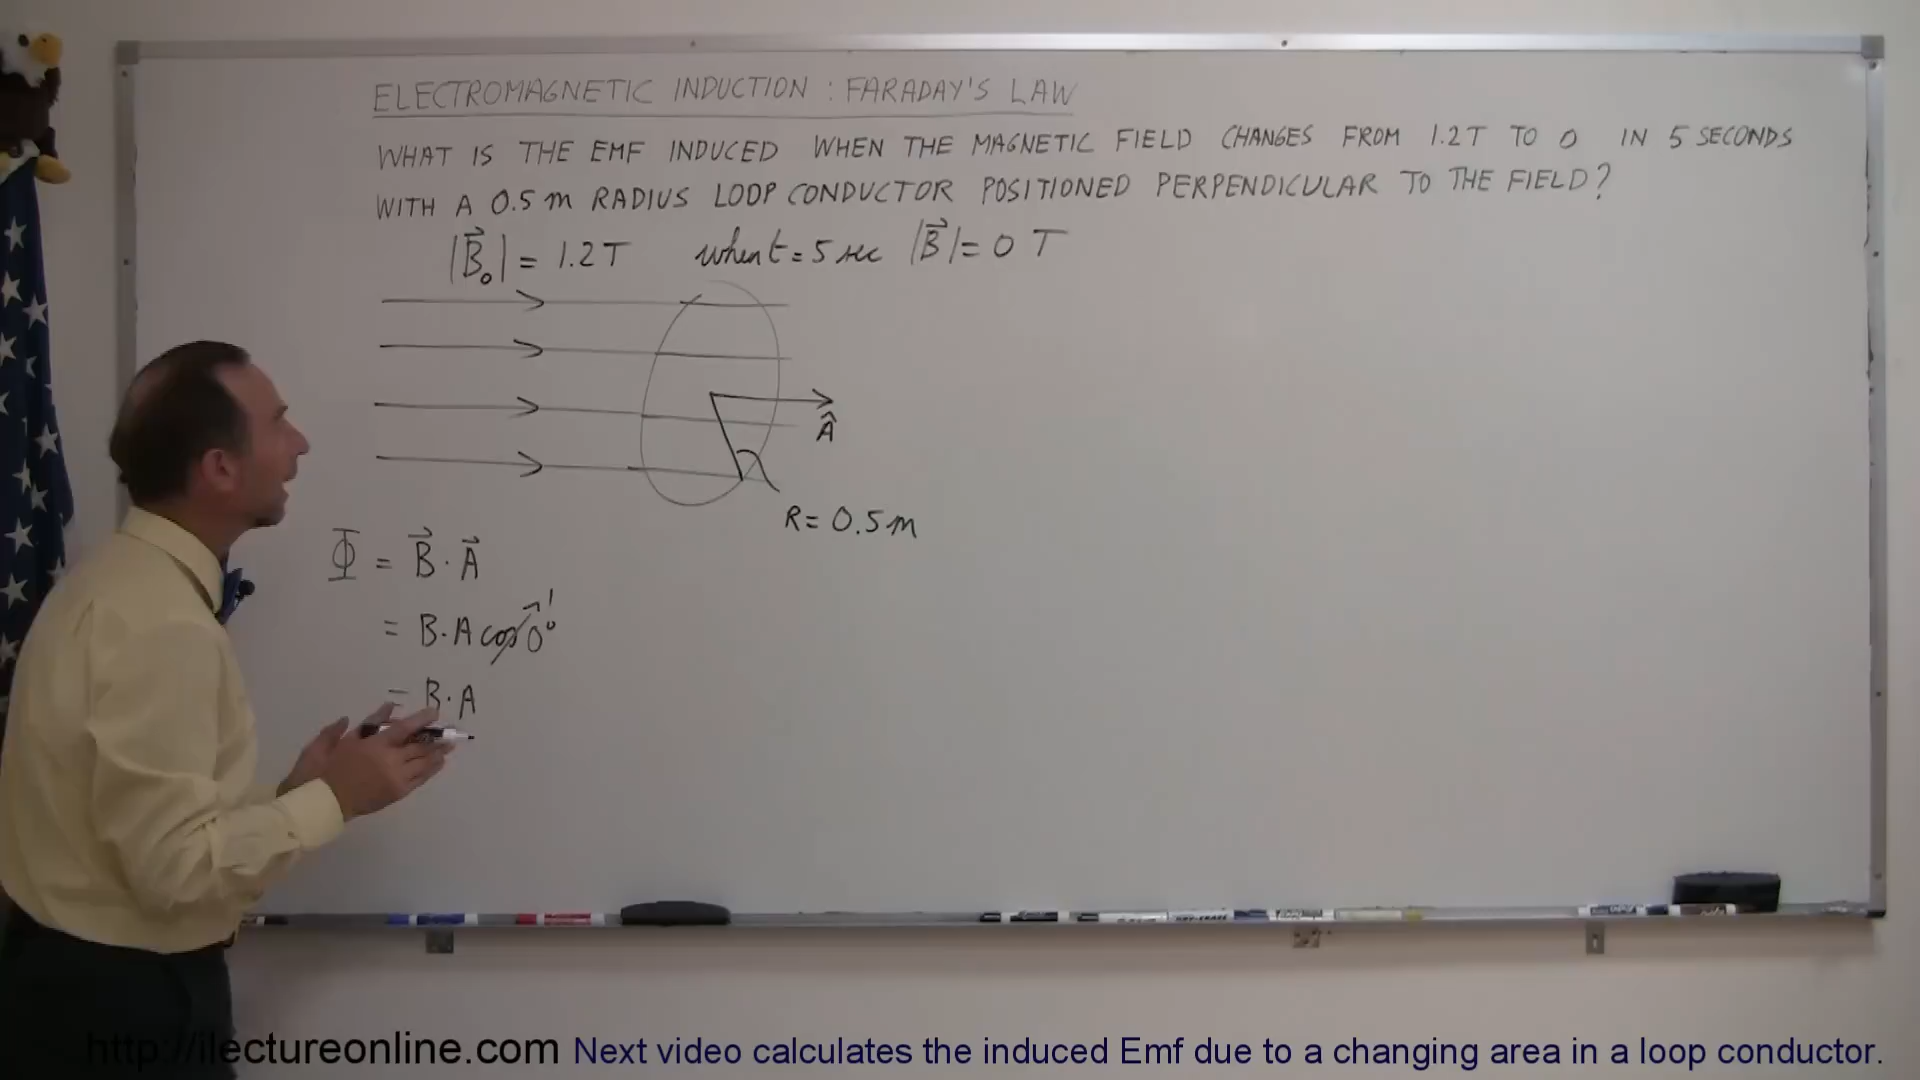 ELECTROMAGNETIC INDUCTION : FARADAY'S LAW
WHAT IS THE EMF INDUCED WHEN THE MAGNETIC FIELD CHANGES FROM 1.2T TO 0 IN 5 SECONDS
WITH A 0.5 m RADIUS LOOP CONDUCTOR POSITIONED PERPENDICULAR TO THE FIELD?
|B⃗₀| = 1.2 T when t = 5 sec |B⃗| = 0 T
Â
R = 0.5 m
Φ = B⃗ · A⃗
= B · A cos 0° 1
= B · A
http://ilectureonline.com Next video calculates the induced Emf due to a changing area in a loop conductor.